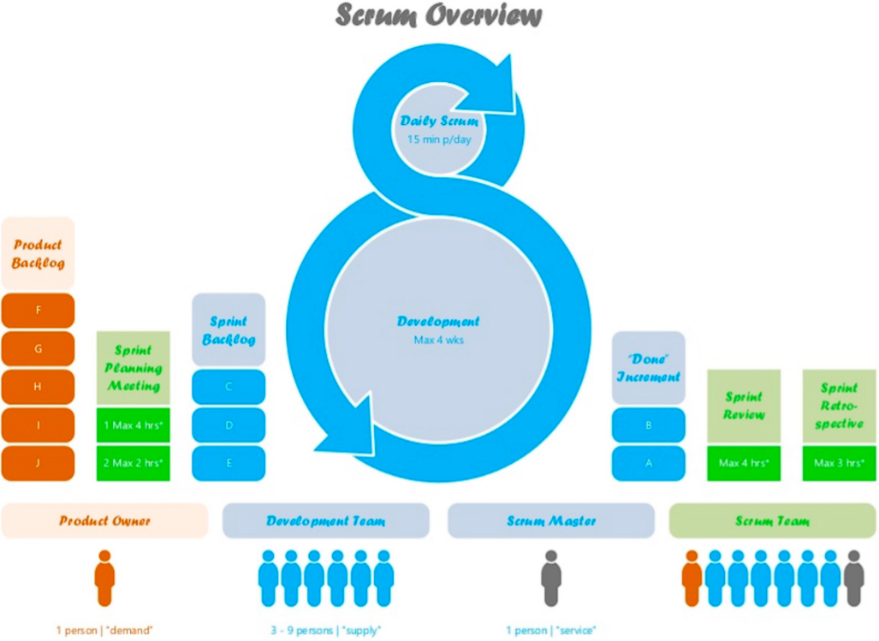 Scrum Overview
Daily Scrum
15 min p/day
Product
Backlog
F
G
H
I
J
Sprint
Planning
Meeting
1 Max 4 hrs*
2 Max 2 hrs*
Sprint
Backlog
C
D
E
Development
Max 4 wks
"Done"
Increment
B
A
Sprint
Review
Max 4 hrs*
Sprint
Retro-
spective
Max 3 hrs*
Product Owner
Development Team
Scrum Master
Scrum Team
1 person | "demand"
3 - 9 persons | "supply"
1 person | "service"